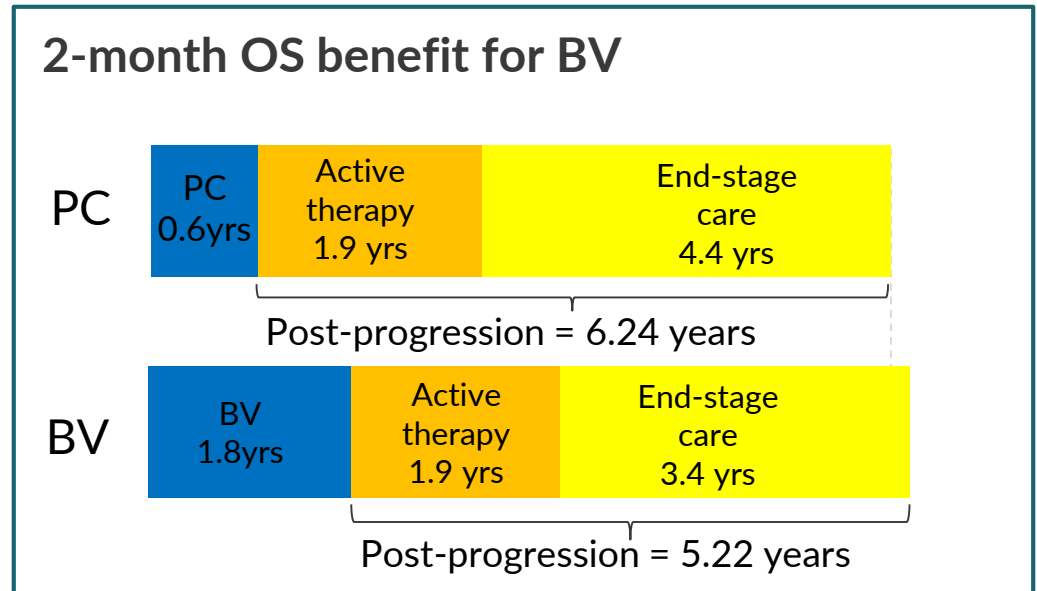 2-month OS benefit for BV
PC
PC
0.6yrs
Active
therapy
1.9 yrs
End-stage
care
4.4 yrs
Post-progression = 6.24 years
BV
BV
1.8yrs
Active
therapy
1.9 yrs
End-stage
care
3.4 yrs
Post-progression = 5.22 years